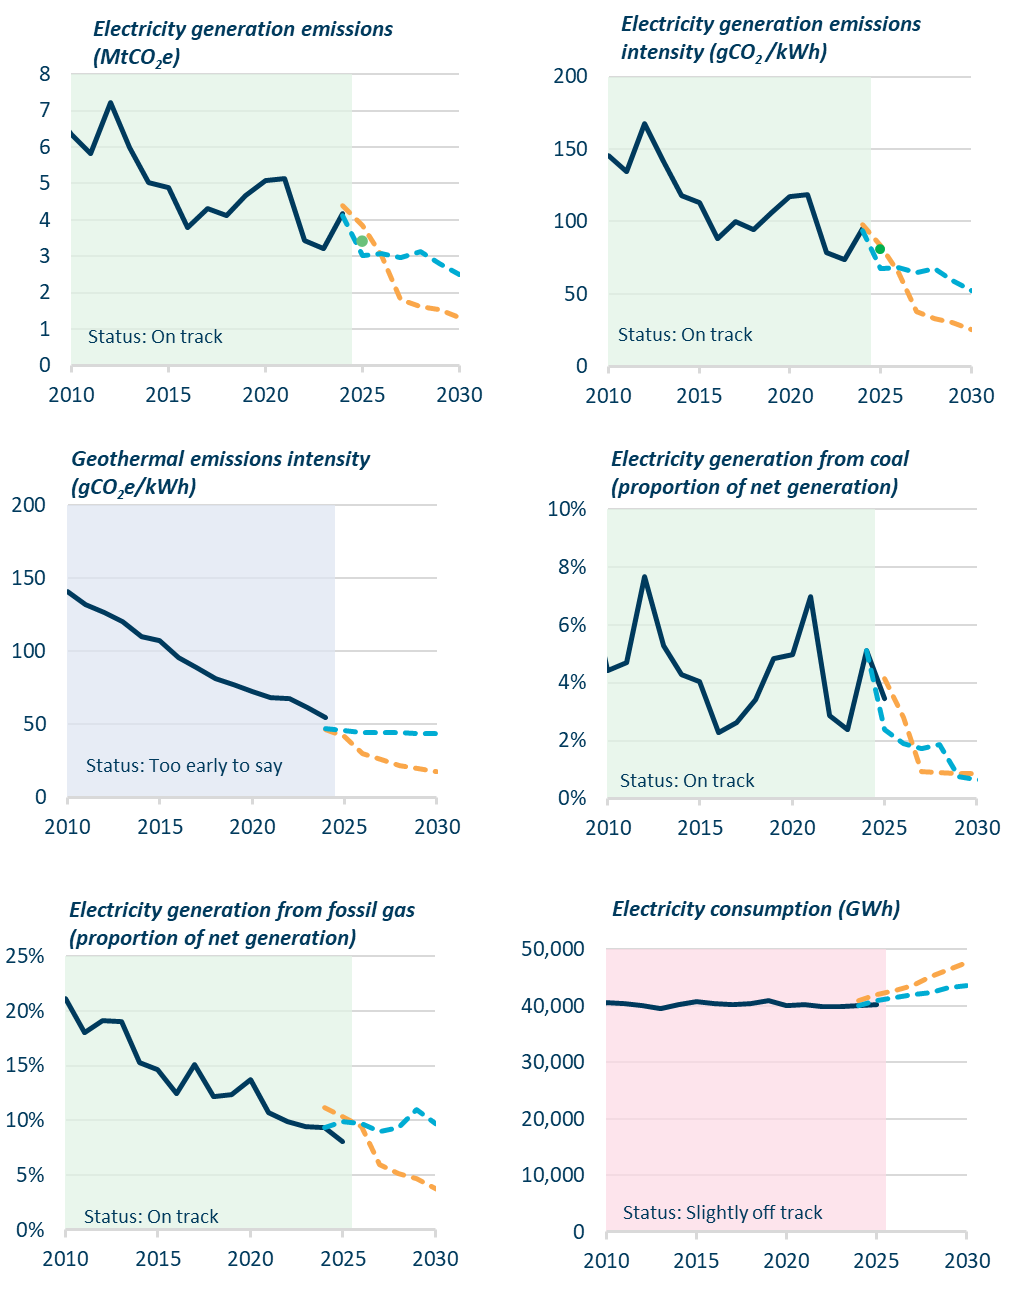 Electricity generation emissions
(MtCO₂e)
8
7
6
5
4
3
2
1
0
Status: On track
2010 2015 2020 2025 2030
Electricity generation emissions
intensity (gCO₂ /kWh)
200
150
100
50
0
Status: On track
2010 2015 2020 2025 2030
Geothermal emissions intensity
(gCO₂e/kWh)
200
150
100
50
0
Status: Too early to say
2010 2015 2020 2025 2030
Electricity generation from coal
(proportion of net generation)
10%
8%
6%
4%
2%
0%
Status: On track
2010 2015 2020 2025 2030
Electricity generation from fossil gas
(proportion of net generation)
25%
20%
15%
10%
5%
0%
Status: On track
2010 2015 2020 2025 2030
Electricity consumption (GWh)
50,000
40,000
30,000
20,000
10,000
0
Status: Slightly off track
2010 2015 2020 2025 2030